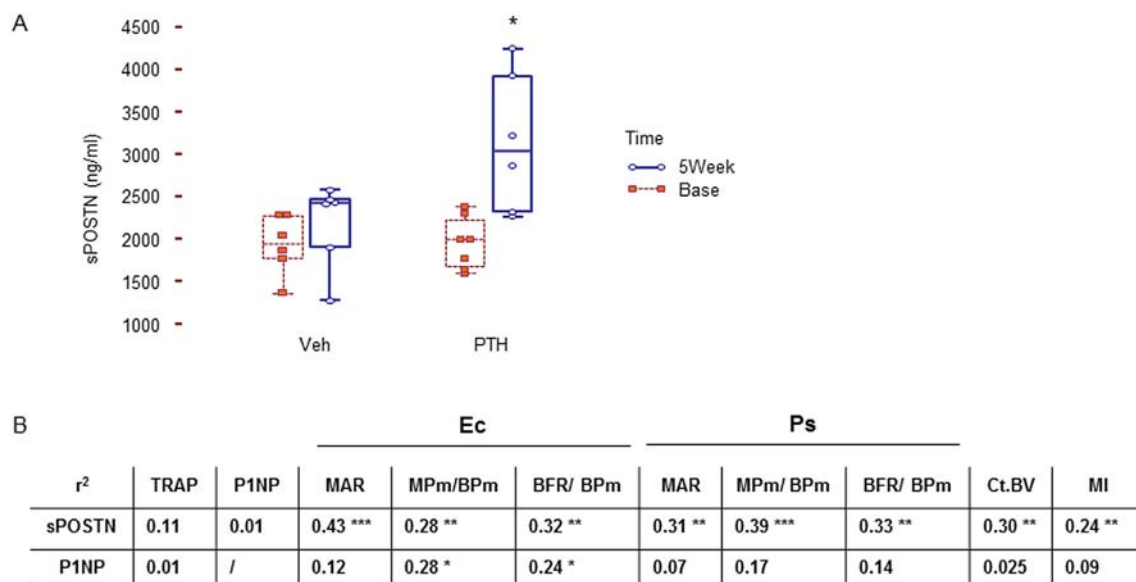 A
*
4500
4000
3500
3000
2500
2000
1500
1000
sPOSTN (ng/ml)
Veh PTH
Time
5Week
Base
B
Ec Ps
r² TRAP P1NP MAR MPm/BPm BFR/ BPm MAR MPm/ BPm BFR/ BPm Ct.BV MI
sPOSTN 0.11 0.01 0.43 *** 0.28 ** 0.32 ** 0.31 ** 0.39 *** 0.33 ** 0.30 ** 0.24 **
P1NP 0.01 / 0.12 0.28 * 0.24 * 0.07 0.17 0.14 0.025 0.09